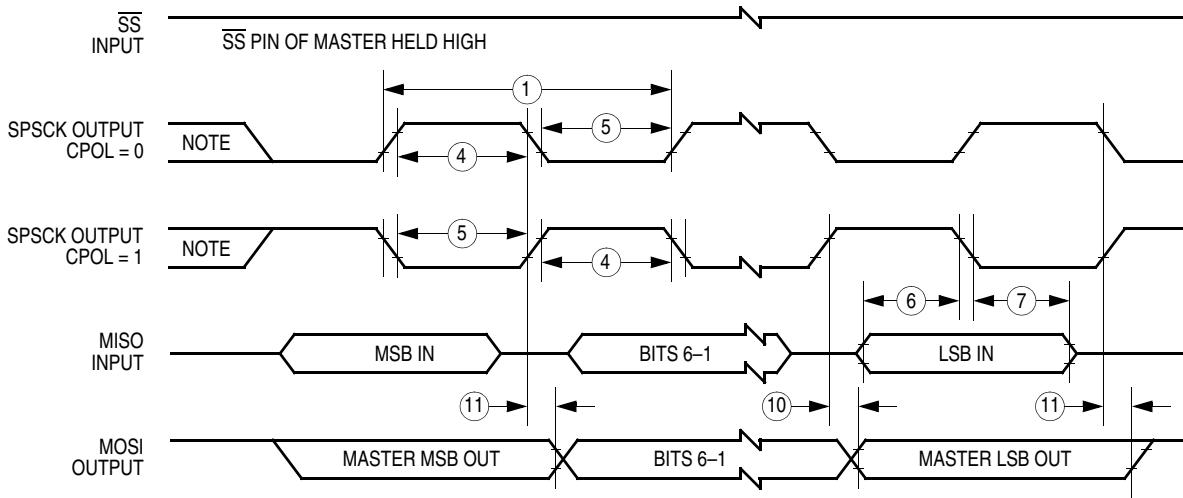 SS
INPUT
SS PIN OF MASTER HELD HIGH
1
SPSCK OUTPUT
CPOL = 0
NOTE
4
5
SPSCK OUTPUT
CPOL = 1
NOTE
5
4
6
7
MISO
INPUT
MSB IN
BITS 6–1
LSB IN
11
10
11
MOSI
OUTPUT
MASTER MSB OUT
BITS 6–1
MASTER LSB OUT